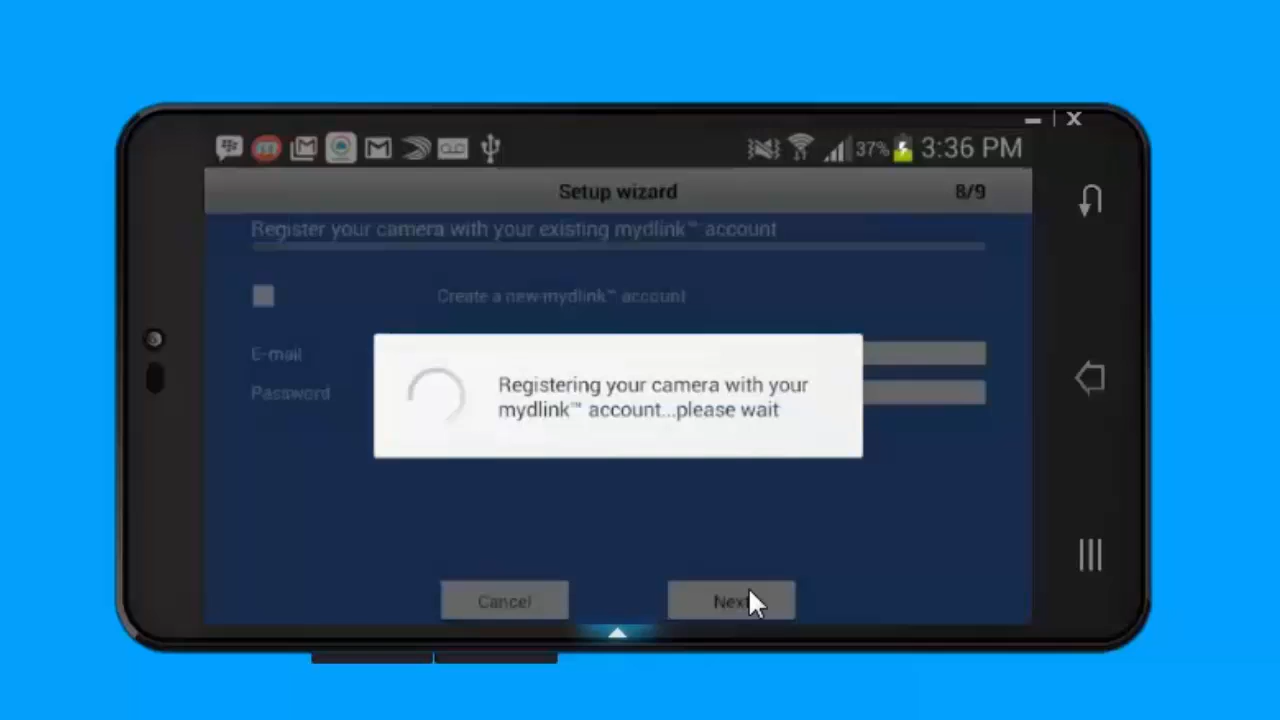 37% 3:36 PM
Setup wizard 8/9
Register your camera with your existing mydlink™ account
Create a new mydlink™ account
E-mail
Registering your camera with your
mydlink™ account...please wait
Password
Cancel Next